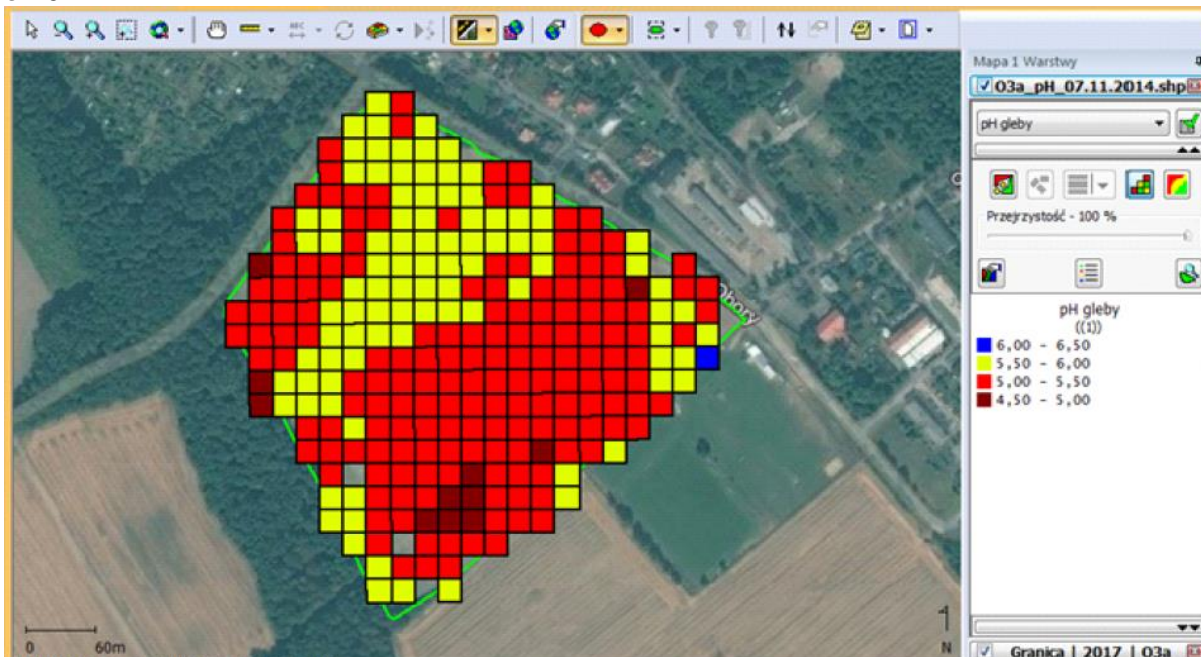 Mapa 1 Warstwy
O3a_pH_07.11.2014.shp
pH gleby
Przejrzystość - 100 %
pH gleby
((1))
6,00 - 6,50
5,50 - 6,00
5,00 - 5,50
4,50 - 5,00
Obory
0 60m
N
Granica | 2017 | O3a